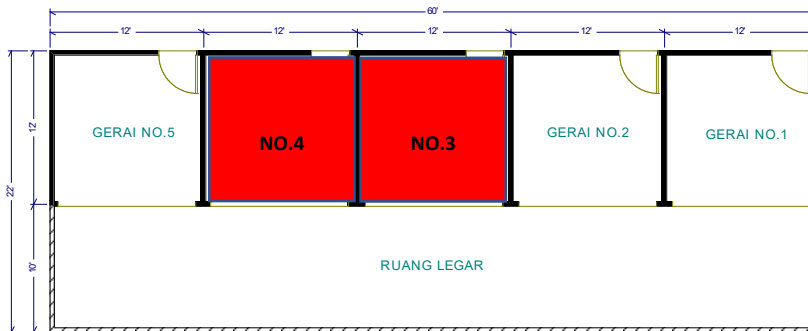 60'
12'
12'
12'
12'
12'
22'
12'
10'
GERAI NO.5
NO.4
NO.3
GERAI NO.2
GERAI NO.1
RUANG LEGAR